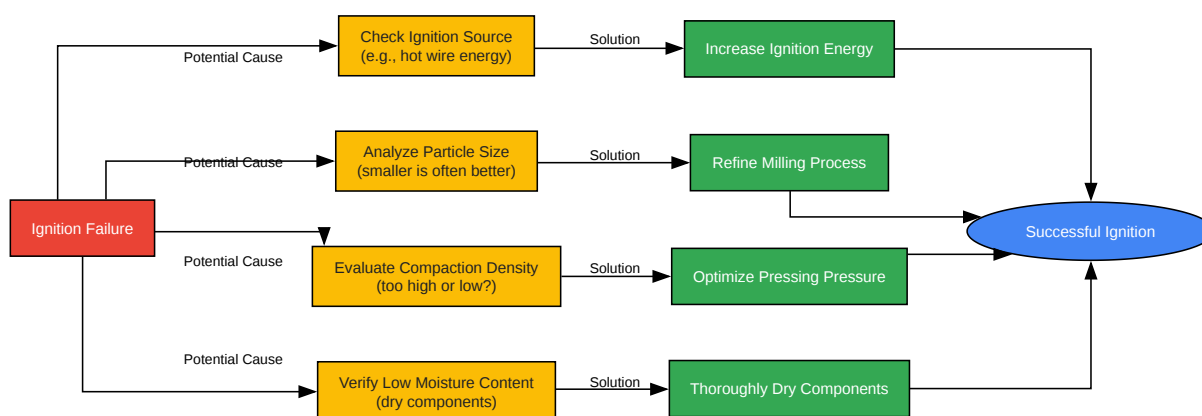 Check Ignition Source
(e.g., hot wire energy)
Solution
Increase Ignition Energy
Potential Cause
Analyze Particle Size
(smaller is often better)
Solution
Refine Milling Process
Potential Cause
Ignition Failure
Successful Ignition
Potential Cause
Evaluate Compaction Density
(too high or low?)
Solution
Optimize Pressing Pressure
Potential Cause
Verify Low Moisture Content
(dry components)
Solution
Thoroughly Dry Components